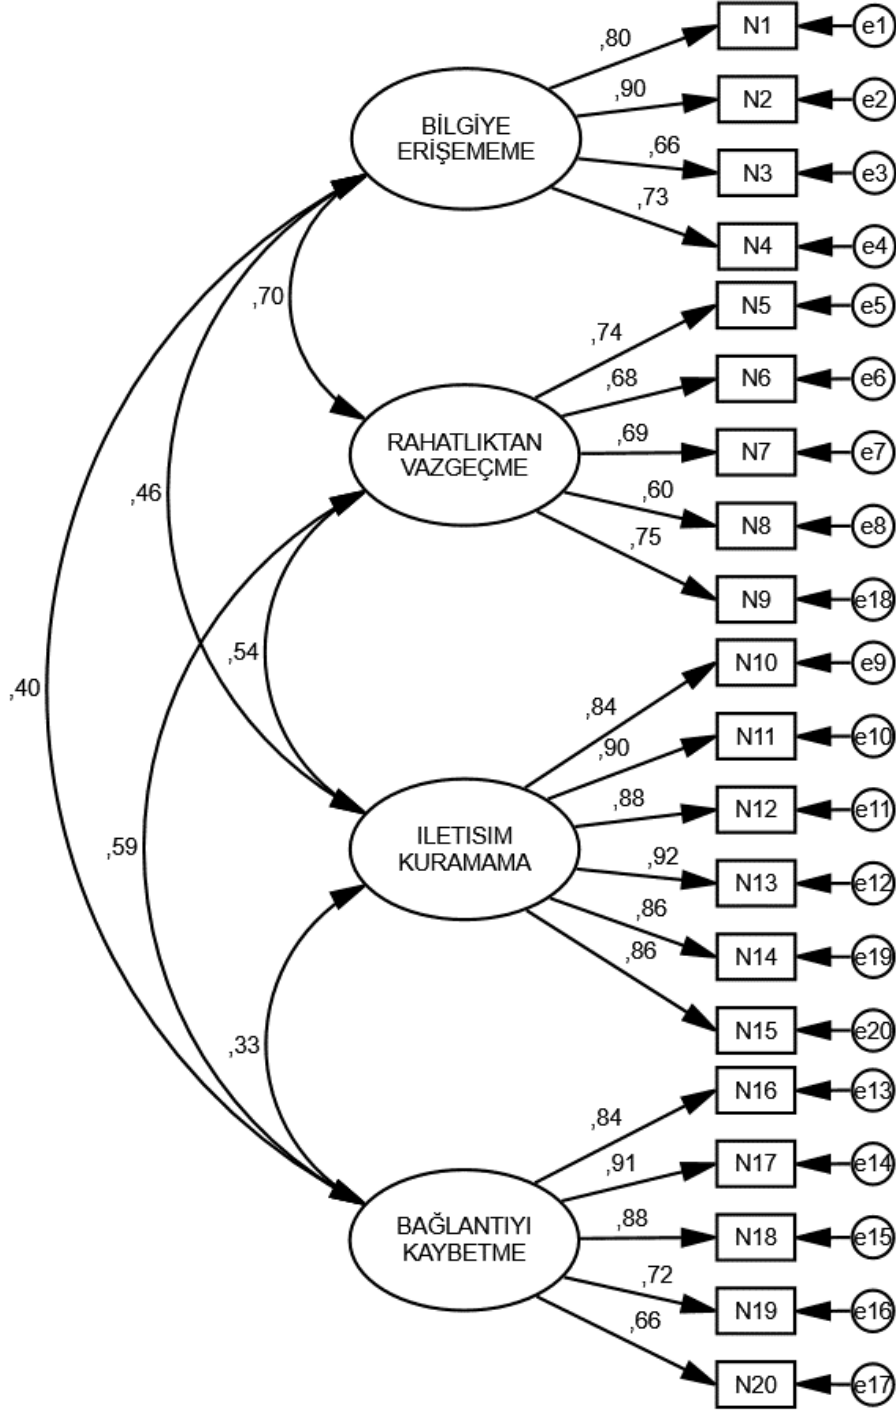 ,80
N1
e1
,90
N2
e2
BİLGİYE
ERİŞEMEME
,66
N3
e3
,73
N4
e4
,70
,74
N5
e5
,68
N6
e6
RAHATLIKTAN
VAZGEÇME
,69
N7
e7
,46
,60
N8
e8
,75
N9
e18
,54
,40
N10
e9
,84
,90
N11
e10
,88
N12
e11
ILETISIM
KURAMAMA
,59
,92
N13
e12
,86
N14
e19
,86
N15
e20
,33
N16
e13
,84
,91
N17
e14
BAĞLANTIYI
KAYBETME
,88
N18
e15
,72
N19
e16
,66
N20
e17